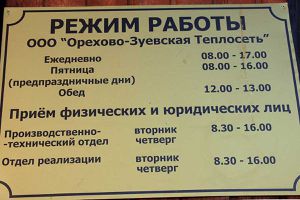 РЕЖИМ РАБОТЫ
ООО "Орехово-Зуевская Теплосеть"
Ежедневно 08.00 - 17.00
Пятница 08.00 - 16.00
(предпраздничные дни)
Обед 12.00 - 13.00
Приём физических и юридических лиц
Производственно- вторник 8.30 - 16.00
-технический отдел четверг
Отдел реализации вторник 8.30 - 16.00
четверг